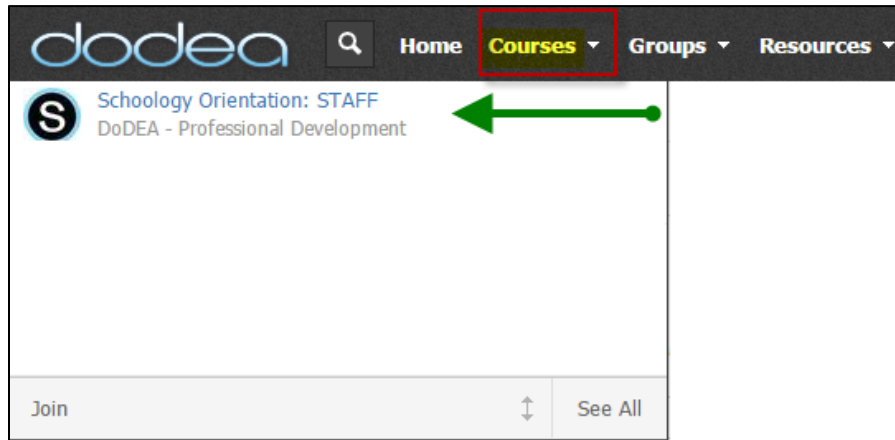 dodea Home Courses Groups Resources
S Schoology Orientation: STAFF
DoDEA - Professional Development
Join See All